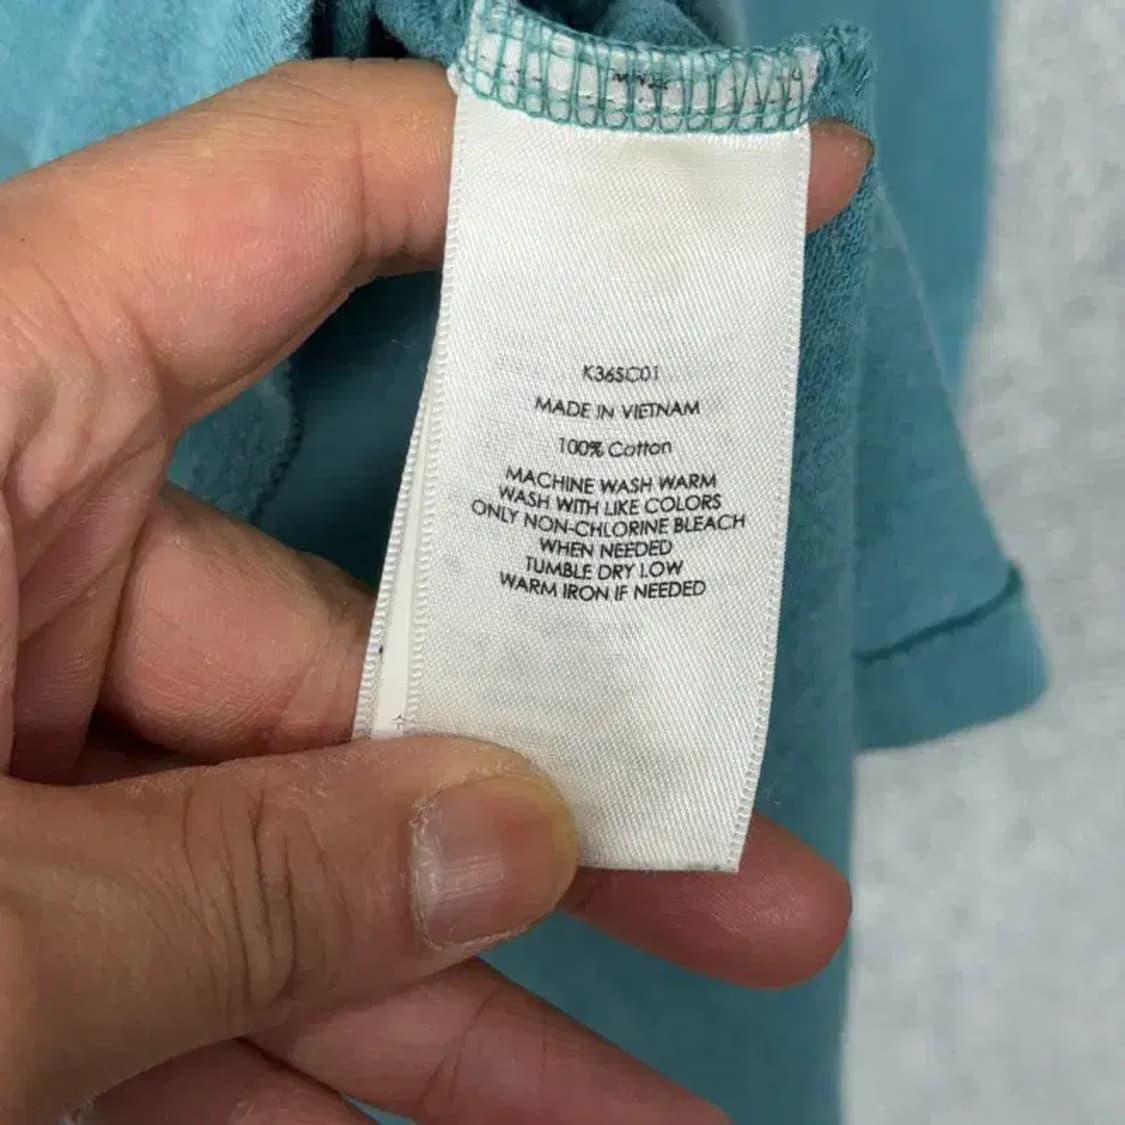 K36SC01
MADE IN VIETNAM
100% Cotton
MACHINE WASH WARM
WASH WITH LIKE COLORS
ONLY NON-CHLORINE BLEACH
WHEN NEEDED
TUMBLE DRY LOW
WARM IRON IF NEEDED